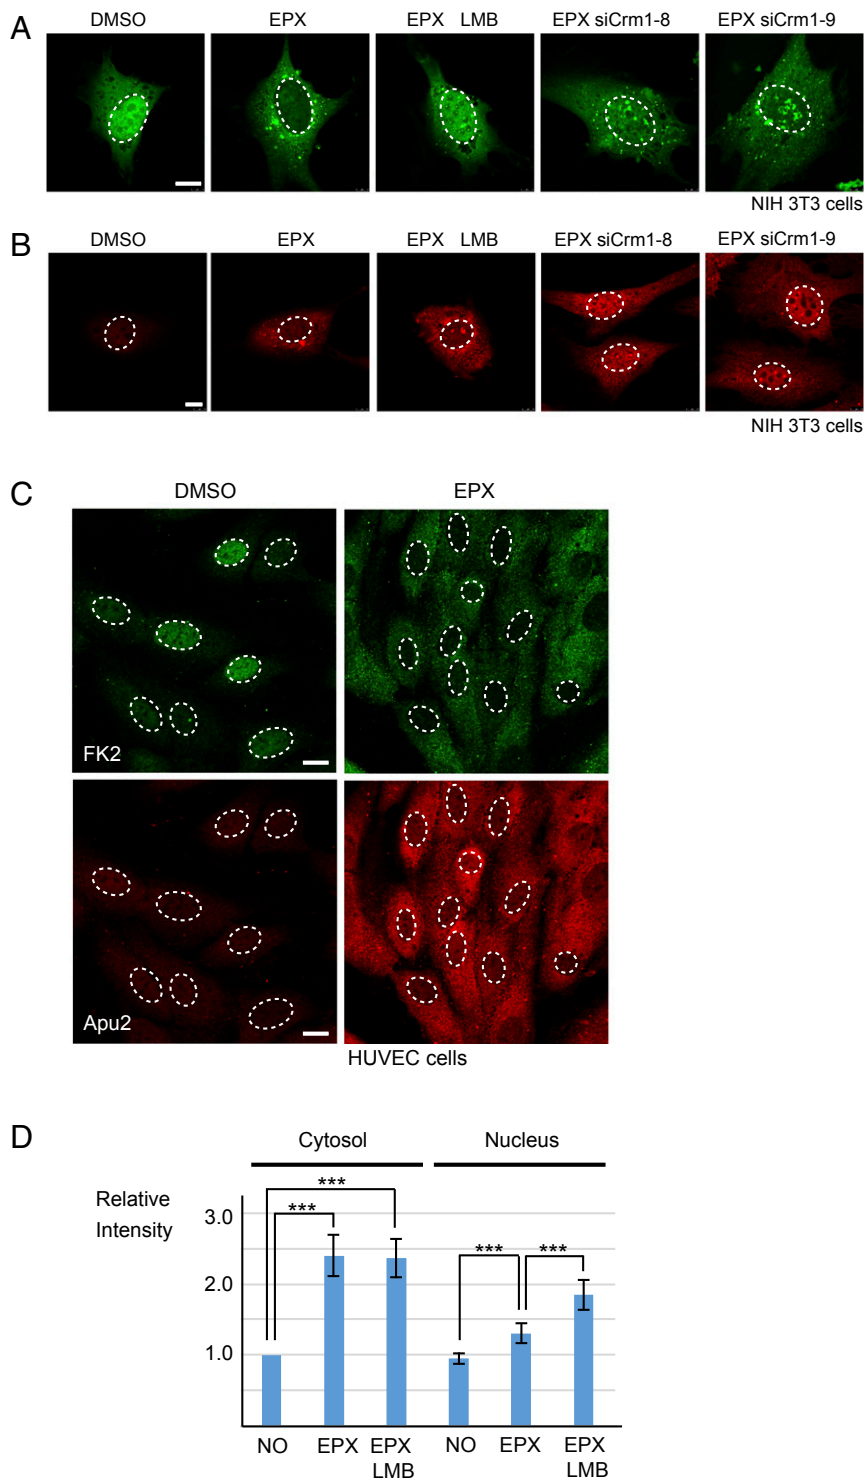 A
DMSO EPX EPX LMB EPX siCrm1-8 EPX siCrm1-9
NIH 3T3 cells
B
DMSO EPX EPX LMB EPX siCrm1-8 EPX siCrm1-9
NIH 3T3 cells
C
DMSO EPX
FK2
Apu2
HUVEC cells
D
Cytosol Nucleus
Relative
Intensity
*** *** *** ***
3.0
2.0
1.0
NO EPX EPX NO EPX EPX
LMB LMB